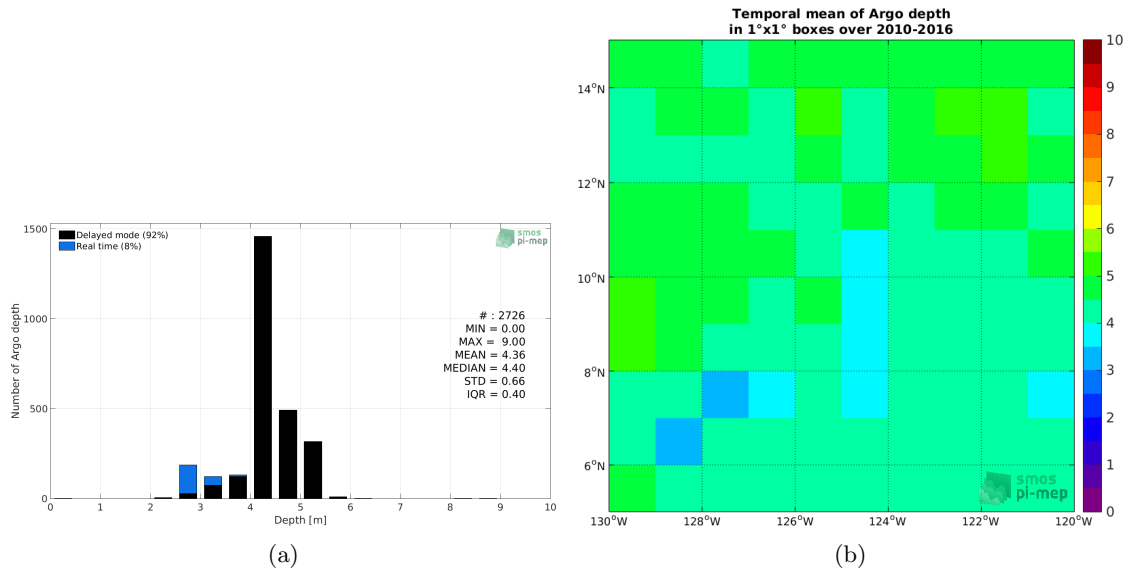 Delayed mode (92%)
Real time (8%)
smos
pi-mep
1500
1000
500
0
Number of Argo depth
# : 2726
MIN = 0.00
MAX = 9.00
MEAN = 4.36
MEDIAN = 4.40
STD = 0.66
IQR = 0.40
0 1 2 3 4 5 6 7 8 9 10
Depth [m]
(a)
Temporal mean of Argo depth
in 1°x1° boxes over 2010-2016
14°N
12°N
10°N
8°N
6°N
130°W 128°W 126°W 124°W 122°W 120°W
smos
pi-mep
10
9
8
7
6
5
4
3
2
1
0
(b)